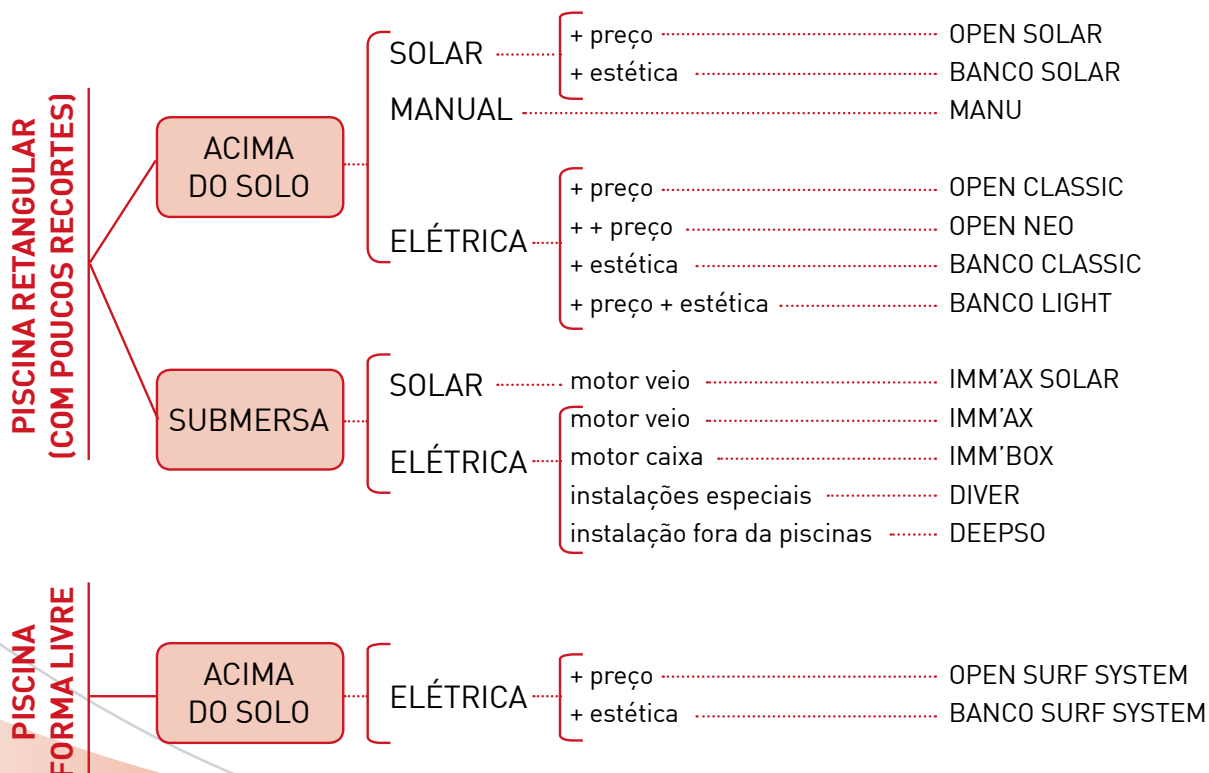 PISCINA RETANGULAR
(COM POUCOS RECORTES)
ACIMA
DO SOLO
SOLAR
+ preço OPEN SOLAR
+ estética BANCO SOLAR
MANUAL MANU
ELÉTRICA
+ preço OPEN CLASSIC
+ + preço OPEN NEO
+ estética BANCO CLASSIC
+ preço + estética BANCO LIGHT
SUBMERSA
SOLAR motor veio IMM'AX SOLAR
ELÉTRICA
motor veio IMM'AX
motor caixa IMM'BOX
instalações especiais DIVER
instalação fora da piscinas DEEPSO
PISCINA
FORMA LIVRE
ACIMA
DO SOLO
ELÉTRICA
+ preço OPEN SURF SYSTEM
+ estética BANCO SURF SYSTEM